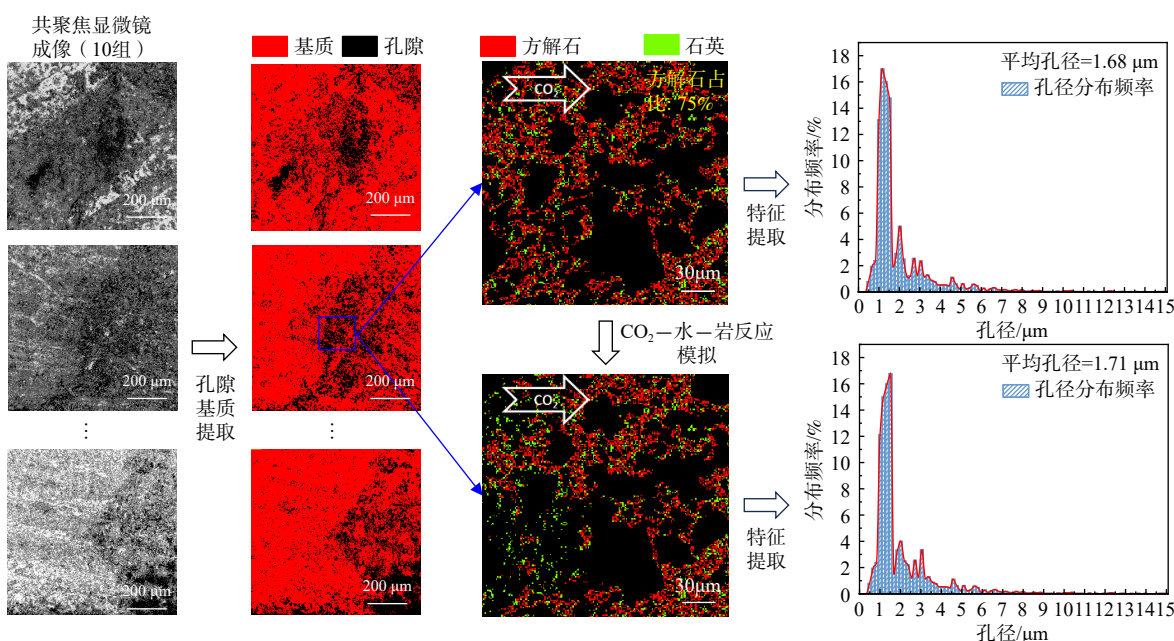 共聚焦显微镜
成像（10组）
基质
孔隙
方解石
石英
200 μm
200 μm
CO₂
方解石占
比: 75%
30μm
特征
提取
18
16
14
12
10
8
6
4
2
0
分布频率/%
平均孔径=1.68 μm
孔径分布频率
0 1 2 3 4 5 6 7 8 9 10 11 12 13 14 15
孔径/μm
200 μm
孔隙
基质
提取
200 μm
CO₂—水—岩反应
模拟
⋮
⋮
200 μm
200 μm
CO₂
30μm
特征
提取
18
16
14
12
10
8
6
4
2
0
分布频率/%
平均孔径=1.71 μm
孔径分布频率
0 1 2 3 4 5 6 7 8 9 10 11 12 13 14 15
孔径/μm